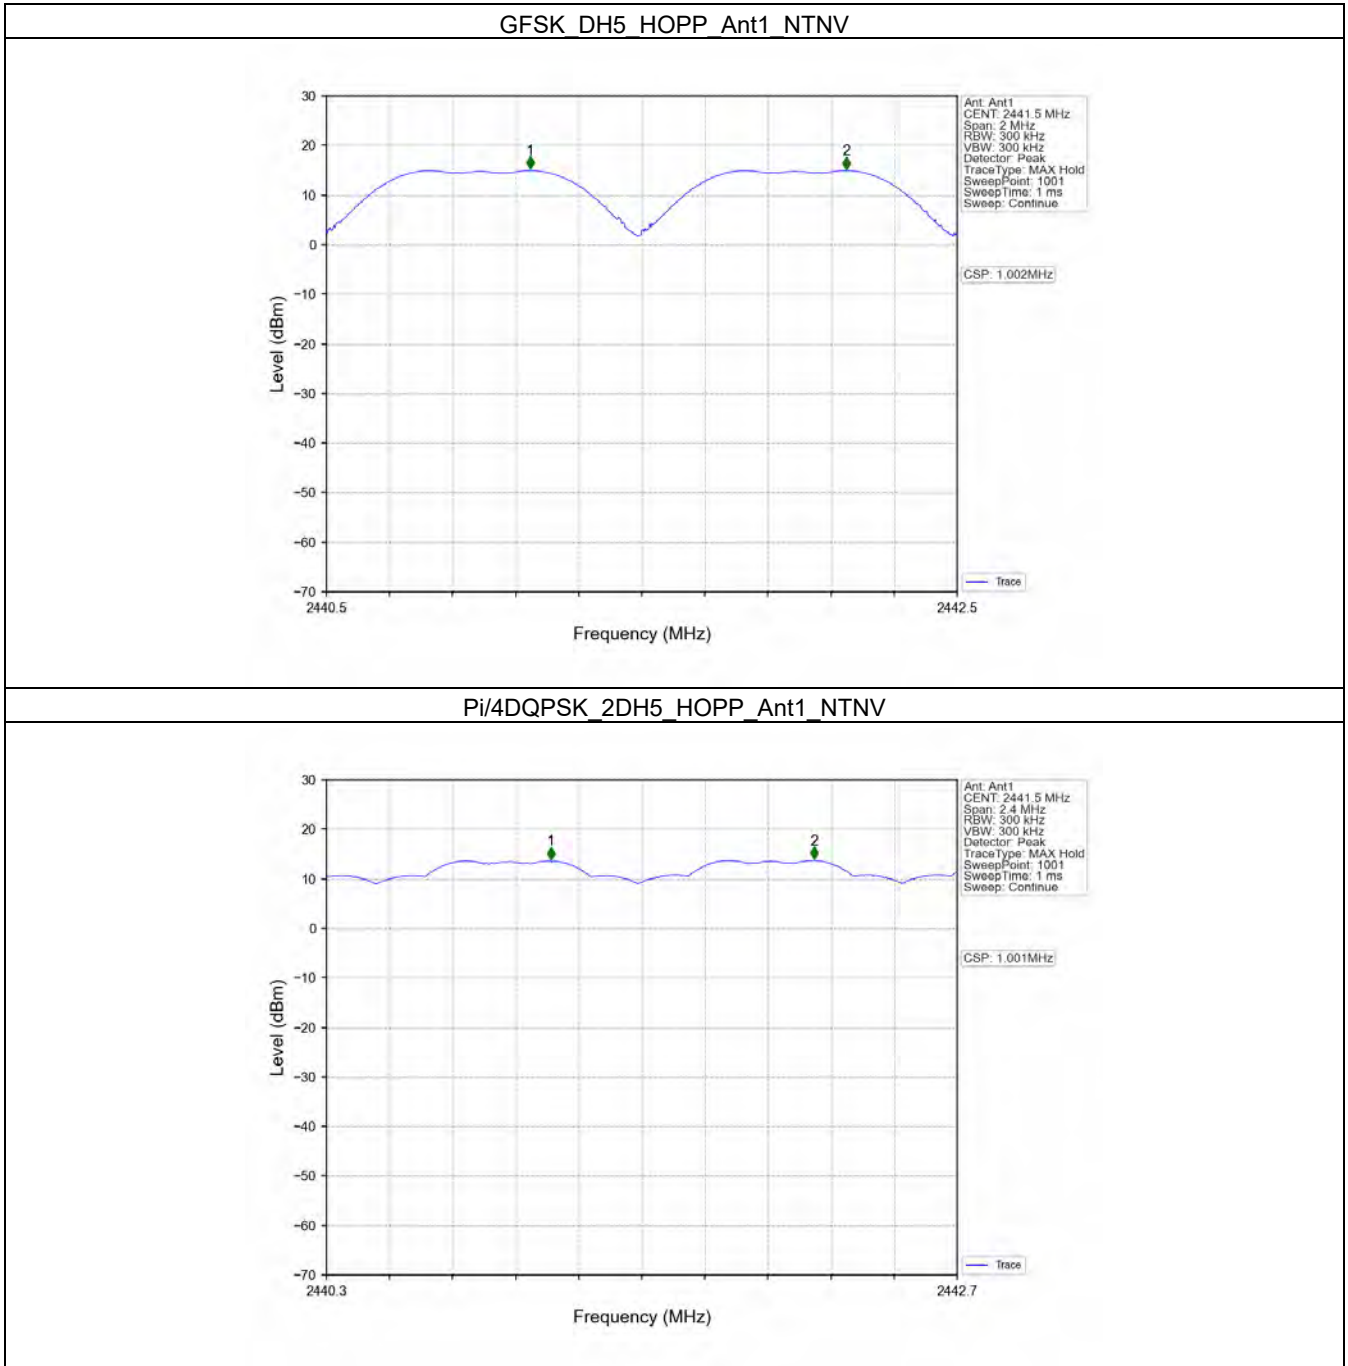 GFSK_DH5_HOPP_Ant1_NTNV
30
20
10
0
−10
−20
−30
−40
−50
−60
−70
Level (dBm)
1
2
2440.5
2442.5
Frequency (MHz)
Ant: Ant1
CENT: 2441.5 MHz
Span: 2 MHz
RBW: 300 kHz
VBW: 300 kHz
Detector: Peak
TraceType: MAX Hold
SweepPoint: 1001
SweepTime: 1 ms
Sweep: Continue
CSP: 1.002MHz
Trace
Pi/4DQPSK_2DH5_HOPP_Ant1_NTNV
30
20
10
0
−10
−20
−30
−40
−50
−60
−70
Level (dBm)
1
2
2440.3
2442.7
Frequency (MHz)
Ant: Ant1
CENT: 2441.5 MHz
Span: 2.4 MHz
RBW: 300 kHz
VBW: 300 kHz
Detector: Peak
TraceType: MAX Hold
SweepPoint: 1001
SweepTime: 1 ms
Sweep: Continue
CSP: 1.001MHz
Trace